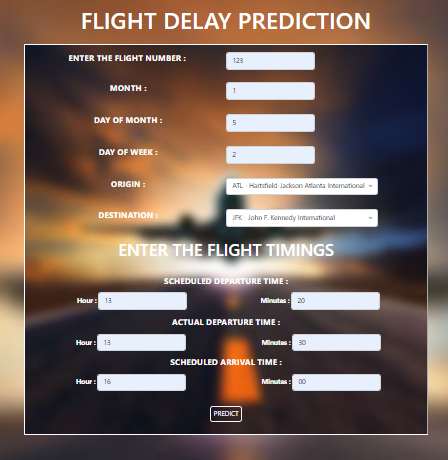 FLIGHT DELAY PREDICTION
ENTER THE FLIGHT NUMBER : 123
MONTH : 1
DAY OF MONTH : 5
DAY OF WEEK : 2
ORIGIN : ATL - Hartsfield-Jackson Atlanta International
DESTINATION : JFK - John F. Kennedy International
ENTER THE FLIGHT TIMINGS
SCHEDULED DEPARTURE TIME :
Hour : 13 Minutes : 20
ACTUAL DEPARTURE TIME :
Hour : 13 Minutes : 30
SCHEDULED ARRIVAL TIME :
Hour : 16 Minutes : 00
PREDICT